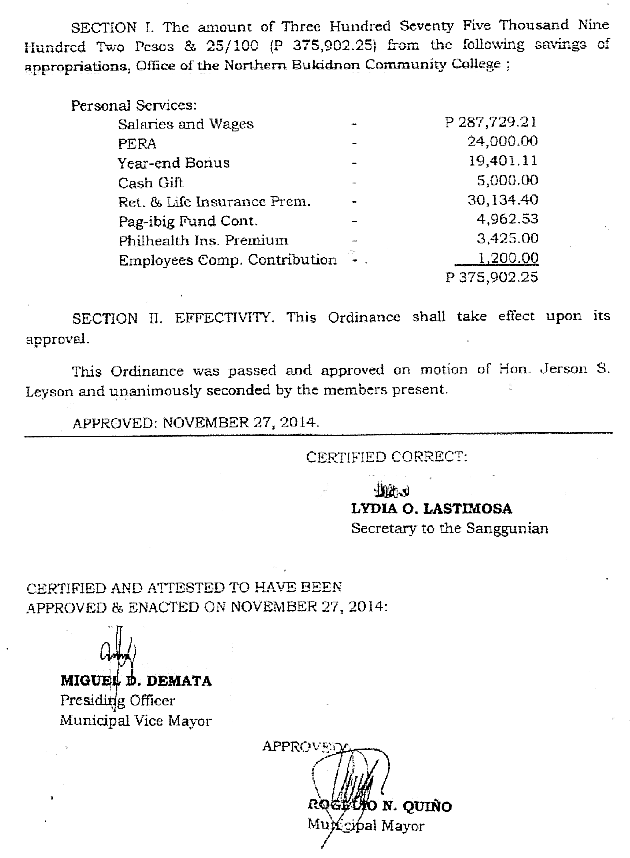 SECTION I. The amount of Three Hundred Seventy Five Thousand Nine
Hundred Two Pesos & 25/100 (P 375,902.25) from the following savings of
appropriations, Office of the Northern Bukidnon Community College :
Personal Services:
Salaries and Wages - P 287,729.21
PERA - 24,000.00
Year-end Bonus - 19,401.11
Cash Gift - 5,000.00
Ret. & Life Insurance Prem. - 30,134.40
Pag-ibig Fund Cont. - 4,962.53
Philhealth Ins. Premium - 3,425.00
Employees Comp. Contribution - 1,200.00
P 375,902.25
SECTION II. EFFECTIVITY. This Ordinance shall take effect upon its
approval.
This Ordinance was passed and approved on motion of Hon. Jerson S.
Leyson and unanimously seconded by the members present.
APPROVED: NOVEMBER 27, 2014.
CERTIFIED CORRECT:
LYDIA O. LASTIMOSA
Secretary to the Sanggunian
CERTIFIED AND ATTESTED TO HAVE BEEN
APPROVED & ENACTED ON NOVEMBER 27, 2014:
MIGUEL D. DEMATA
Presiding Officer
Municipal Vice Mayor
APPROVED:
ROGELIO N. QUIÑO
Municipal Mayor